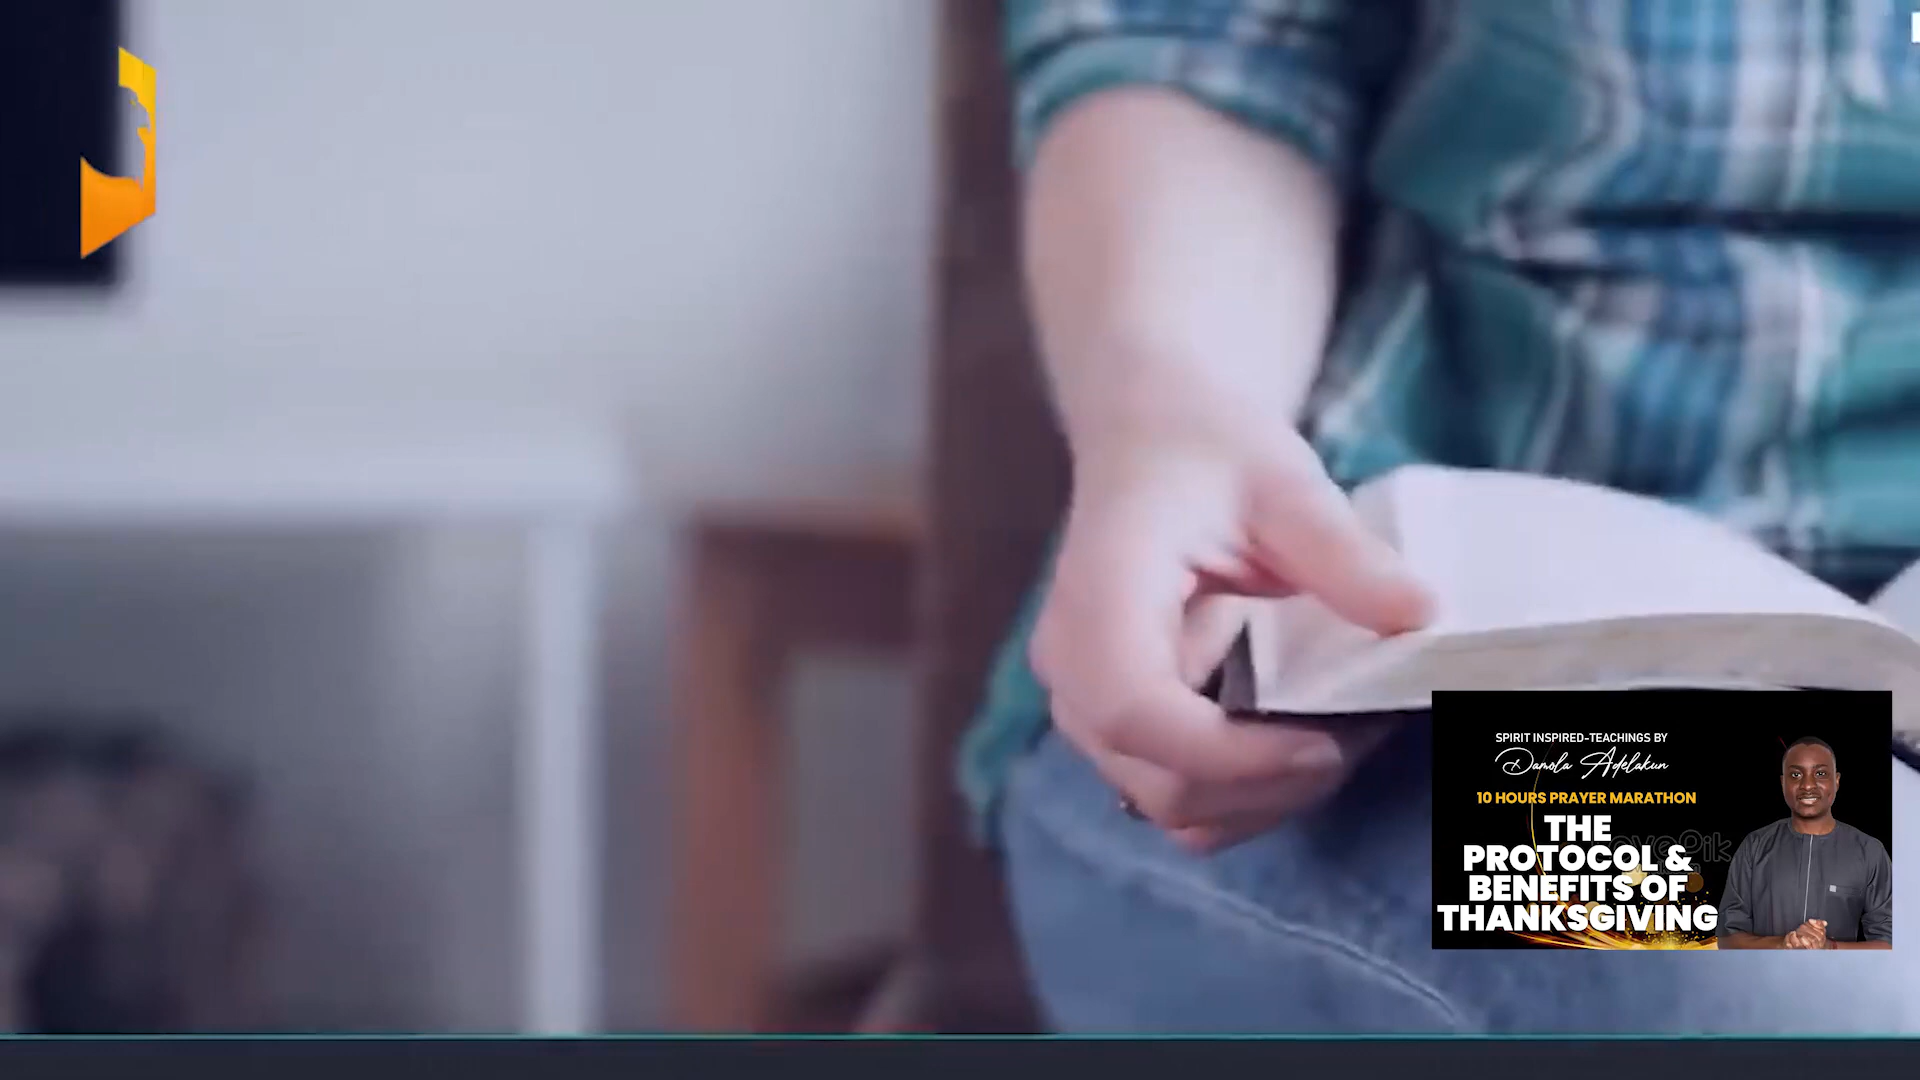 SPIRIT INSPIRED-TEACHINGS BY
Damola Adelakun
10 HOURS PRAYER MARATHON
THE
PROTOCOL &
BENEFITS OF
THANKSGIVING